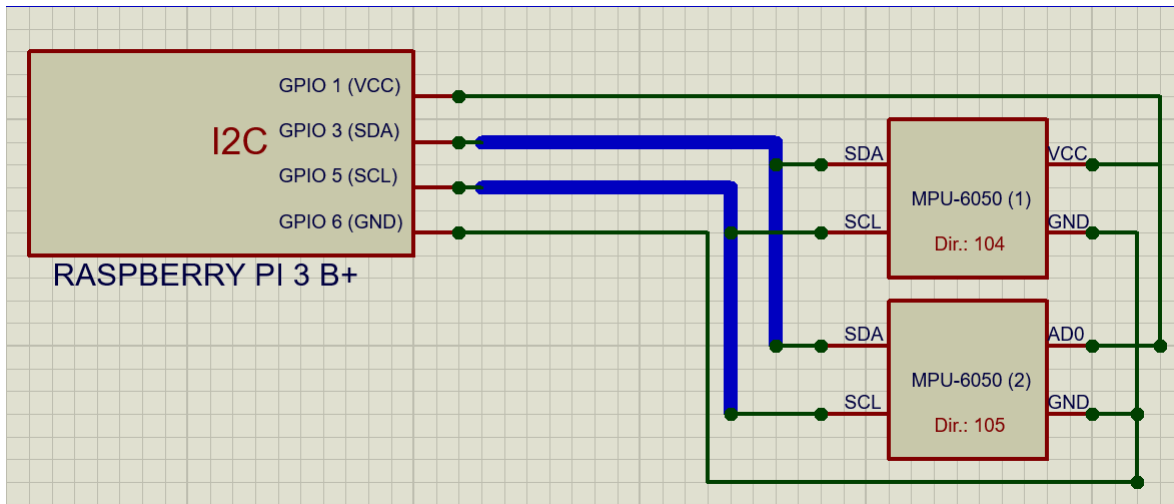 GPIO 1 (VCC)
I2C
GPIO 3 (SDA)
GPIO 5 (SCL)
GPIO 6 (GND)
RASPBERRY PI 3 B+
SDA
VCC
MPU-6050 (1)
SCL
GND
Dir.: 104
SDA
AD0
MPU-6050 (2)
SCL
GND
Dir.: 105